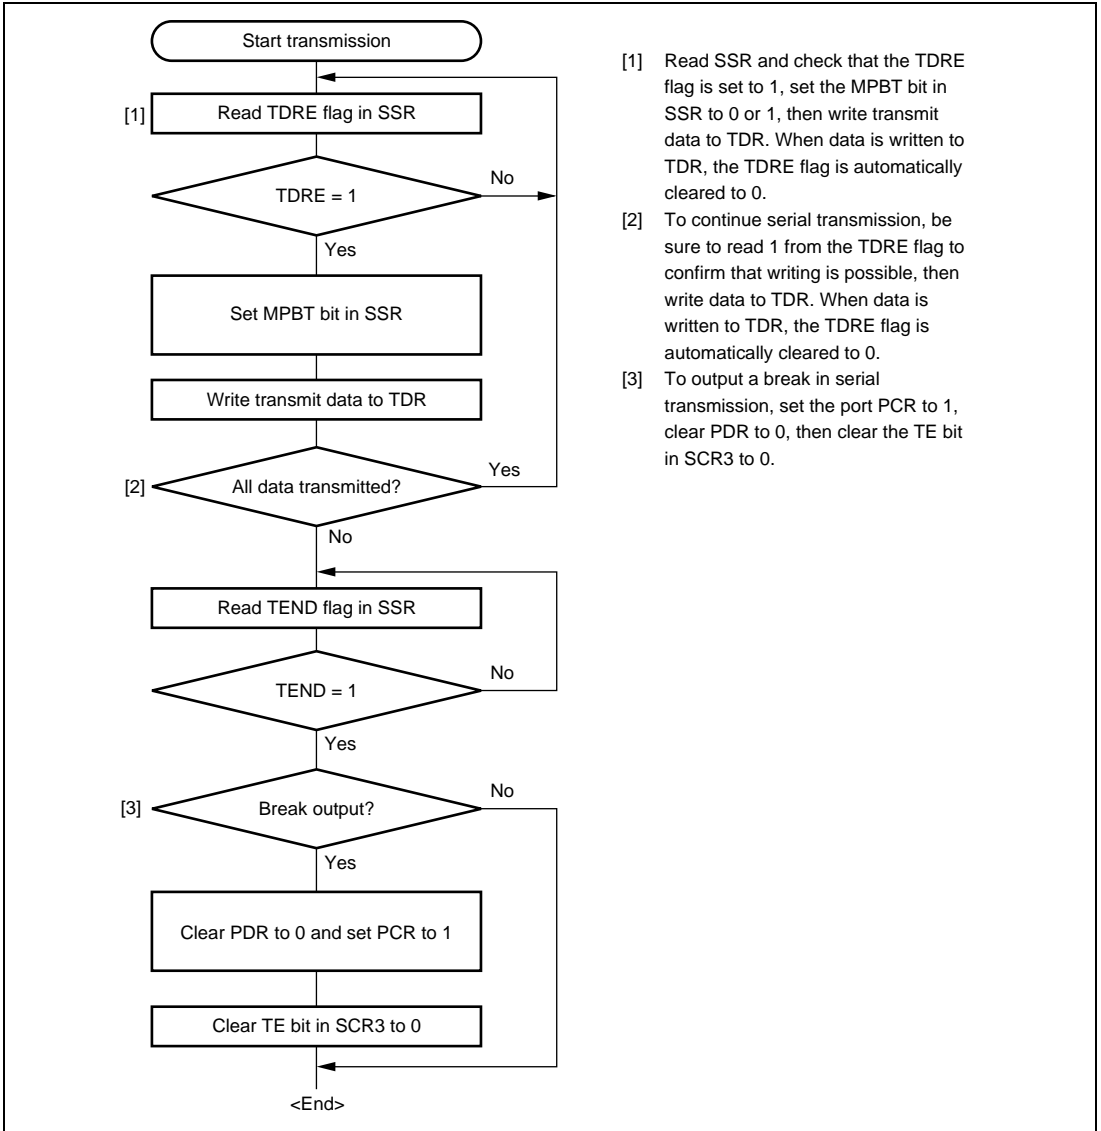 Start transmission
[1]
Read TDRE flag in SSR
TDRE = 1
No
Yes
Set MPBT bit in SSR
Write transmit data to TDR
[2]
All data transmitted?
Yes
No
Read TEND flag in SSR
TEND = 1
No
Yes
[3]
Break output?
No
Yes
Clear PDR to 0 and set PCR to 1
Clear TE bit in SCR3 to 0
<End>
[1] Read SSR and check that the TDRE
flag is set to 1, set the MPBT bit in
SSR to 0 or 1, then write transmit
data to TDR. When data is written to
TDR, the TDRE flag is automatically
cleared to 0.
[2] To continue serial transmission, be
sure to read 1 from the TDRE flag to
confirm that writing is possible, then
write data to TDR. When data is
written to TDR, the TDRE flag is
automatically cleared to 0.
[3] To output a break in serial
transmission, set the port PCR to 1,
clear PDR to 0, then clear the TE bit
in SCR3 to 0.